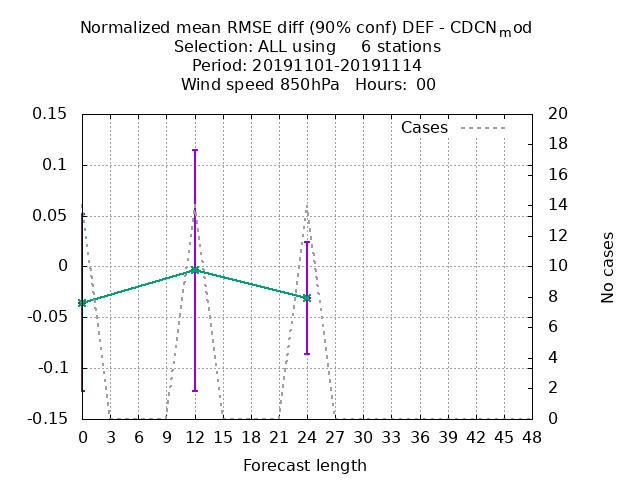 Normalized mean RMSE diff (90% conf) DEF - CDCNmod
Selection: ALL using     6 stations
Period: 20191101-20191114
Wind speed 850hPa   Hours: 00
0.15
0.1
0.05
0
-0.05
-0.1
-0.15
Cases
20
18
16
14
12
10
8
6
4
2
0
No cases
0 3 6 9 12 15 18 21 24 27 30 33 36 39 42 45 48
Forecast length